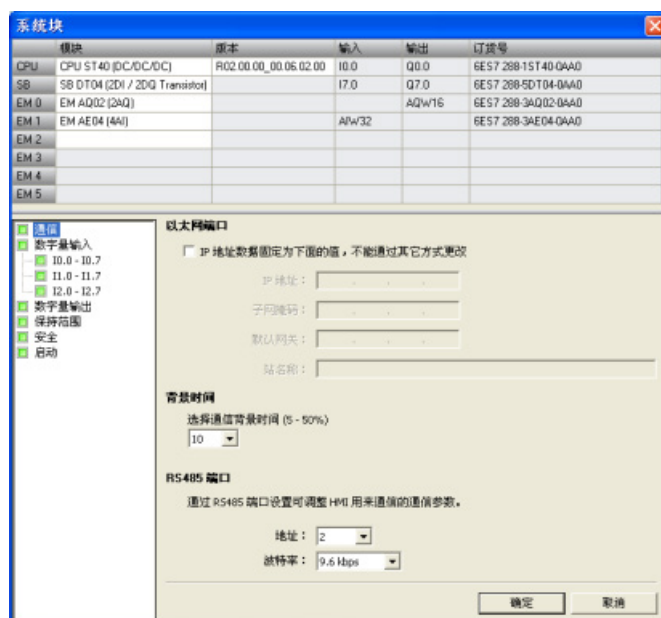 系统块
模块 版本 输入 输出 订货号
CPU CPU ST40 (DC/DC/DC) R02.00.00_00.06.02.00 I0.0 Q0.0 6ES7 288-1ST40-0AA0
SB SB DT04 (2DI / 2DQ Transistor) I7.0 Q7.0 6ES7 288-5DT04-0AA0
EM 0 EM AQ02 (2AQ) AQW16 6ES7 288-3AQ02-0AA0
EM 1 EM AE04 (4AI) AIW32 6ES7 288-3AE04-0AA0
EM 2
EM 3
EM 4
EM 5
通信
数字量输入
I0.0 - I0.7
I1.0 - I1.7
I2.0 - I2.7
数字量输出
保持范围
安全
启动
以太网端口
IP 地址数据固定为下面的值，不能通过其它方式更改
IP 地址：
子网掩码：
默认网关：
站名称：
背景时间
选择通信背景时间 (5 - 50%)
10
RS485 端口
通过 RS485 端口设置可调整 HMI 用来通信的通信参数。
地址： 2
波特率： 9.6 kbps
确定 取消